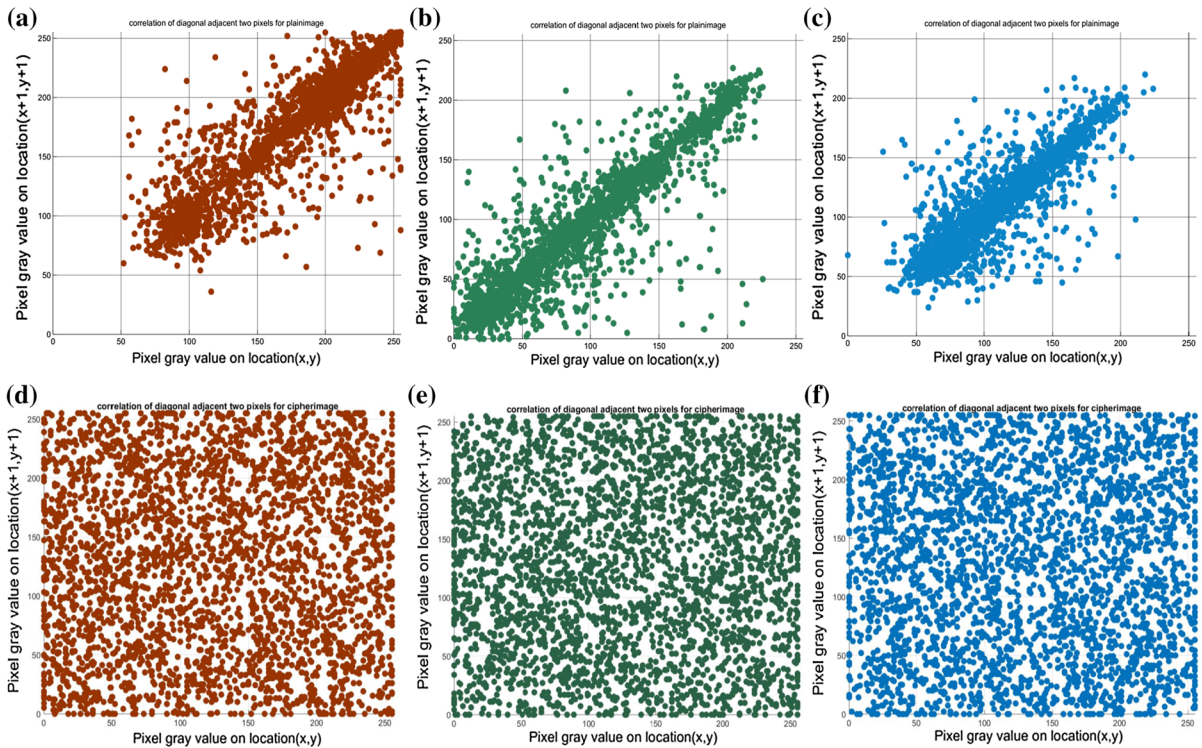 (a)
correlation of diagonal adjacent two pixels for plainimage
Pixel gray value on location(x+1,y+1)
250
200
150
100
50
0
0 50 100 150 200 250
Pixel gray value on location(x,y)
(b)
correlation of diagonal adjacent two pixels for plainimage
Pixel gray value on location(x+1,y+1)
250
200
150
100
50
0
0 50 100 150 200 250
Pixel gray value on location(x,y)
(c)
correlation of diagonal adjacent two pixels for plainimage
Pixel gray value on location(x+1,y+1)
250
200
150
100
50
0
0 50 100 150 200 250
Pixel gray value on location(x,y)
(d)
correlation of diagonal adjacent two pixels for cipherimage
Pixel gray value on location(x+1,y+1)
250
200
150
100
50
0
0 50 100 150 200 250
Pixel gray value on location(x,y)
(e)
correlation of diagonal adjacent two pixels for cipherimage
Pixel gray value on location(x+1,y+1)
250
200
150
100
50
0
0 50 100 150 200 250
Pixel gray value on location(x,y)
(f)
correlation of diagonal adjacent two pixels for cipherimage
Pixel gray value on location(x+1,y+1)
250
200
150
100
50
0
0 50 100 150 200 250
Pixel gray value on location(x,y)